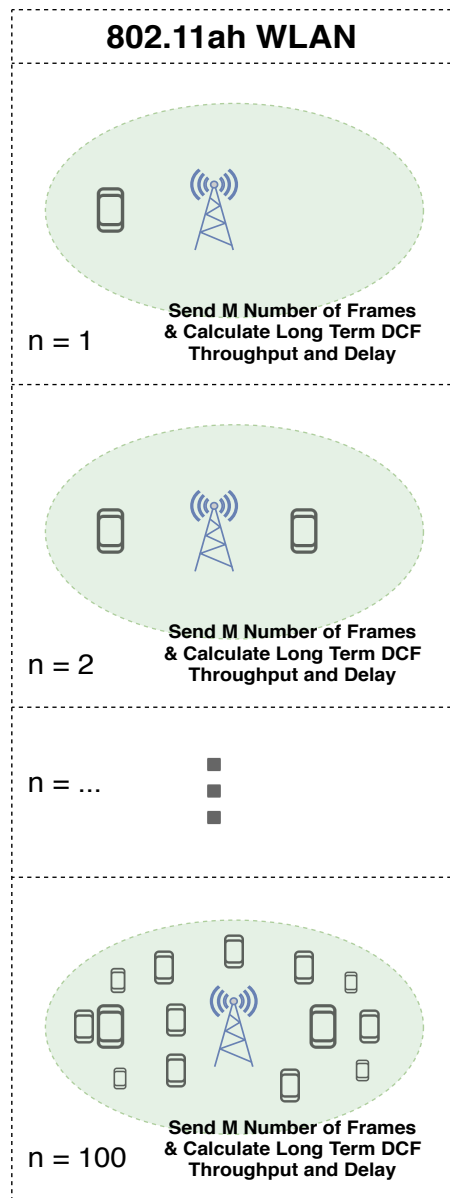 802.11ah WLAN
Send M Number of Frames
& Calculate Long Term DCF
Throughput and Delay
n = 1
Send M Number of Frames
& Calculate Long Term DCF
Throughput and Delay
n = 2
n = ...
Send M Number of Frames
& Calculate Long Term DCF
Throughput and Delay
n = 100